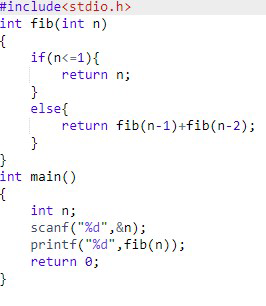 #include<stdio.h>
int fib(int n)
{
    if(n<=1){
        return n;
    }
    else{
        return fib(n-1)+fib(n-2);
    }
}
int main()
{
    int n;
    scanf("%d",&n);
    printf("%d",fib(n));
    return 0;
}